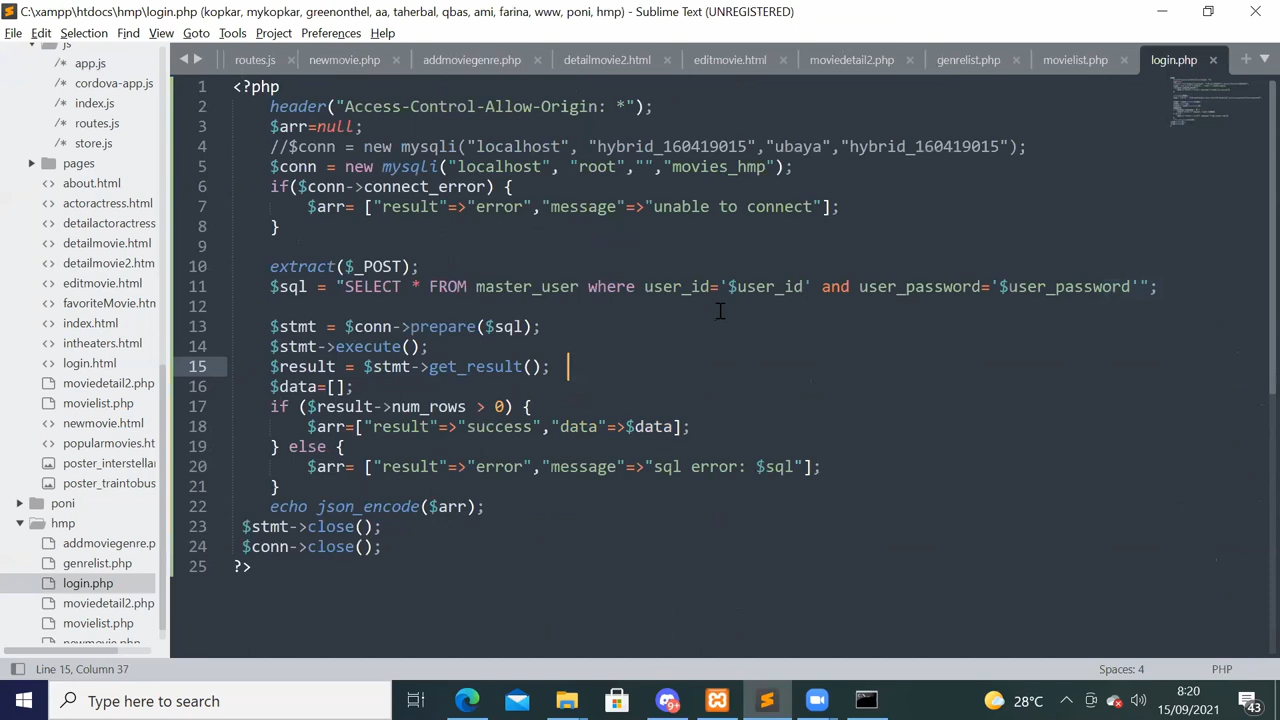 C:\xampp\htdocs\hmp\login.php (kopkar, mykopkar, greenonthel, aa, taherbal, qbas, ami, farina, www, poni, hmp) - Sublime Text (UNREGISTERED)
File Edit Selection Find View Goto Tools Project Preferences Help
routes.js newmovie.php addmoviegenre.php detailmovie2.html editmovie.html moviedetail2.php genrelist.php movielist.php login.php
js
app.js
cordova-app.js
index.js
routes.js
store.js
pages
about.html
actoractress.html
detailactoractress
detailmovie.html
detailmovie2.html
editmovie.html
favoriteMovie.html
index.html
intheaters.html
login.html
moviedetail2.php
movielist.php
newmovie.html
popularmovies.ht
poster_interstellar
poster_traintobus
poni
hmp
addmoviegenre.p
genrelist.php
login.php
moviedetail2.php
movielist.php
newmovie.php
1 <?php
2 header("Access-Control-Allow-Origin: *");
3 $arr=null;
4 //$conn = new mysqli("localhost", "hybrid_160419015","ubaya","hybrid_160419015");
5 $conn = new mysqli("localhost", "root","","movies_hmp");
6 if($conn->connect_error) {
7 $arr= ["result"=>"error","message"=>"unable to connect"];
8 }
9
10 extract($_POST);
11 $sql = "SELECT * FROM master_user where user_id='$user_id' and user_password='$user_password'";
12
13 $stmt = $conn->prepare($sql);
14 $stmt->execute();
15 $result = $stmt->get_result();
16 $data=[];
17 if ($result->num_rows > 0) {
18 $arr=["result"=>"success","data"=>$data];
19 } else {
20 $arr= ["result"=>"error","message"=>"sql error: $sql"];
21 }
22 echo json_encode($arr);
23 $stmt->close();
24 $conn->close();
25 ?>
Line 15, Column 37 Spaces: 4 PHP
Type here to search 28°C 8:20
15/09/2021 43